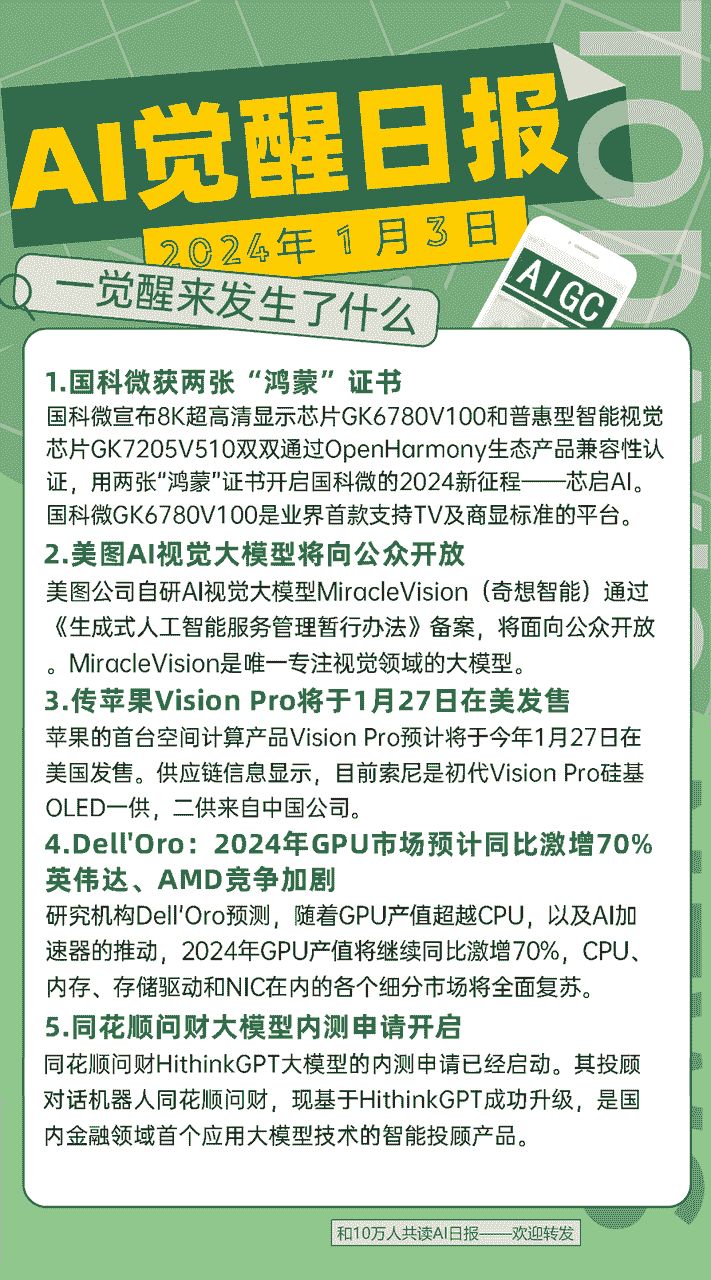 AI觉醒日报
2024年1月3日
一觉醒来发生了什么
AIGC
1.国科微获两张“鸿蒙”证书
国科微宣布8K超高清显示芯片GK6780V100和普惠型智能视觉
芯片GK7205V510双双通过OpenHarmony生态产品兼容性认
证，用两张“鸿蒙”证书开启国科微的2024新征程——芯启AI。
国科微GK6780V100是业界首款支持TV及商显标准的平台。
2.美图AI视觉大模型将向公众开放
美图公司自研AI视觉大模型MiracleVision（奇想智能）通过
《生成式人工智能服务管理暂行办法》备案，将面向公众开放
。MiracleVision是唯一专注视觉领域的大模型。
3.传苹果Vision Pro将于1月27日在美发售
苹果的首台空间计算产品Vision Pro预计将于今年1月27日在
美国发售。供应链信息显示，目前索尼是初代Vision Pro硅基
OLED一供，二供来自中国公司。
4.Dell'Oro：2024年GPU市场预计同比激增70%
英伟达、AMD竞争加剧
研究机构Dell'Oro预测，随着GPU产值超越CPU，以及AI加
速器的推动，2024年GPU产值将继续同比激增70%，CPU、
内存、存储驱动和NIC在内的各个细分市场将全面复苏。
5.同花顺问财大模型内测申请开启
同花顺问财HithinkGPT大模型的内测申请已经启动。其投顾
对话机器人同花顺问财，现基于HithinkGPT成功升级，是国
内金融领域首个应用大模型技术的智能投顾产品。
和10万人共读AI日报——欢迎转发